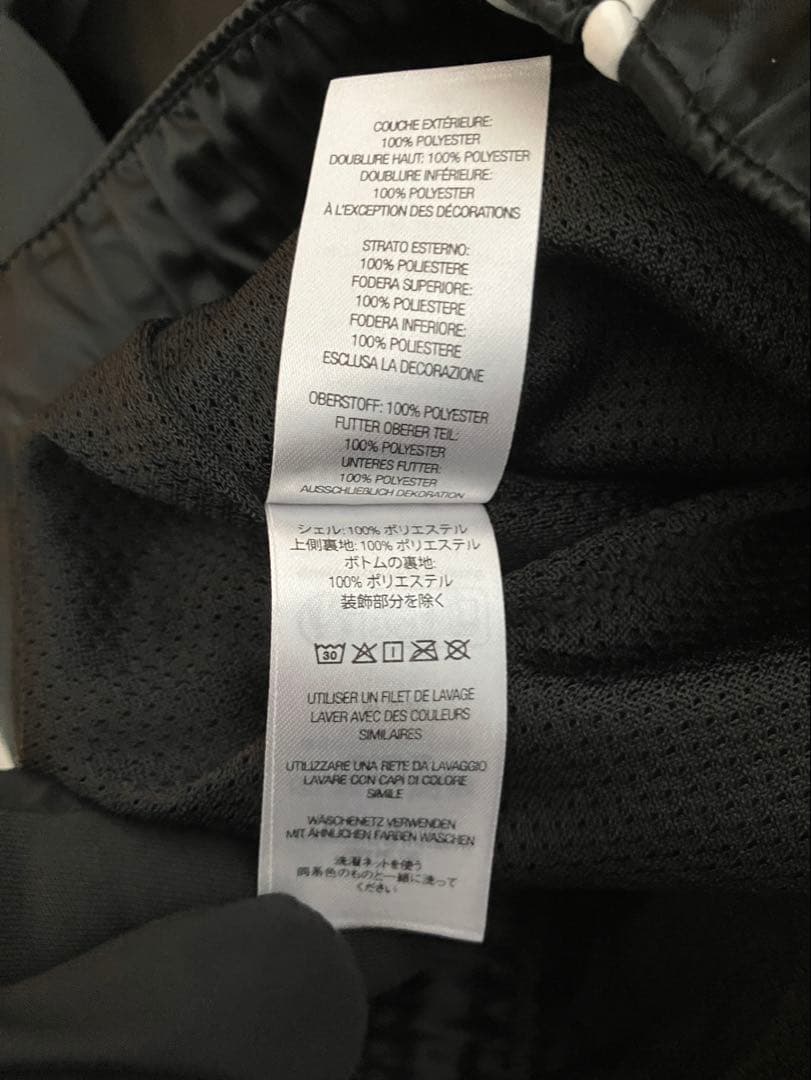 COUCHE EXTÉRIEURE:
100% POLYESTER
DOUBLURE HAUT: 100% POLYESTER
DOUBLURE INFÉRIEURE:
100% POLYESTER
À L'EXCEPTION DES DÉCORATIONS
STRATO ESTERNO:
100% POLIESTERE
FODERA SUPERIORE:
100% POLIESTERE
FODERA INFERIORE:
100% POLIESTERE
ESCLUSA LA DECORAZIONE
OBERSTOFF: 100% POLYESTER
FUTTER OBERER TEIL:
100% POLYESTER
UNTERES FUTTER:
100% POLYESTER
AUSSCHLIEßLICH DEKORATION
シェル: 100% ポリエステル
上側裏地: 100% ポリエステル
ボトムの裏地:
100% ポリエステル
装飾部分を除く
30
UTILISER UN FILET DE LAVAGE
LAVER AVEC DES COULEURS
SIMILAIRES
UTILIZZARE UNA RETE DA LAVAGGIO
LAVARE CON CAPI DI COLORE
SIMILE
WÄSCHENETZ VERWENDEN
MIT ÄHNLICHEN FARBEN WASCHEN
洗濯ネットを使う
同系色のものと一緒に洗って
ください